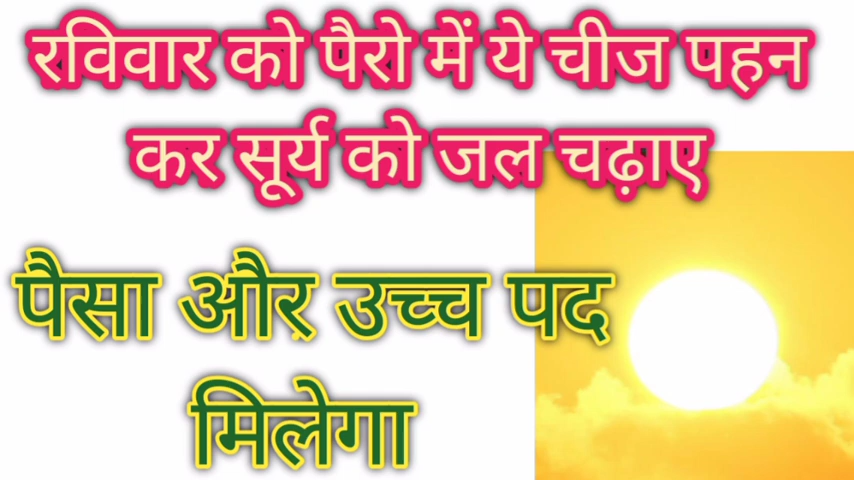 रविवार को पैरो में ये चीज पहन
कर सूर्य को जल चढ़ाए
पैसा और उच्च पद
मिलेगा